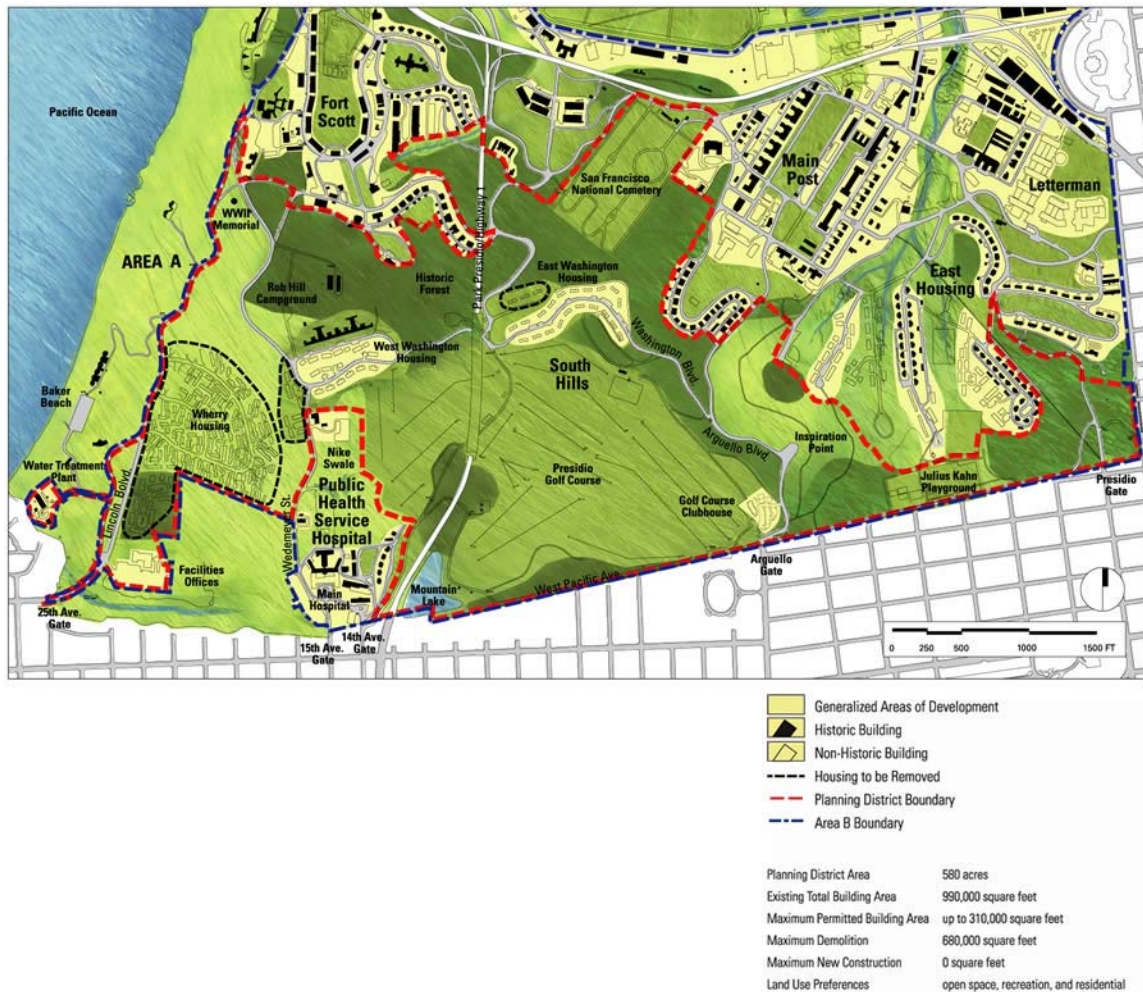 Pacific Ocean
Fort
Scott
San Francisco
National Cemetery
Main
Post
Letterman
WWII
Memorial
AREA A
Park Presidio/Highway 1
Historic
Forest
East Washington
Housing
East
Housing
Rob Hill
Campground
West Washington
Housing
South
Hills
Washington Blvd.
Baker
Beach
Wherry
Housing
Nike
Swale
Arguello Blvd.
Inspiration
Point
Water Treatment
Plant
Lincoln Bolvd.
Public
Health
Service
Hospital
Presidio
Golf Course
Golf Course
Clubhouse
Julius Kahn
Playground
Presidio
Gate
Wedemeyer St.
Facilities
Offices
Main
Hospital
Mountain
Lake
West Pacific Ave.
Arguello
Gate
25th Ave.
Gate
15th Ave.
Gate
14th Ave.
Gate
0 250 500 1000 1500 FT
Generalized Areas of Development
Historic Building
Non-Historic Building
Housing to be Removed
Planning District Boundary
Area B Boundary
Planning District Area 580 acres
Existing Total Building Area 990,000 square feet
Maximum Permitted Building Area up to 310,000 square feet
Maximum Demolition 680,000 square feet
Maximum New Construction 0 square feet
Land Use Preferences open space, recreation, and residential